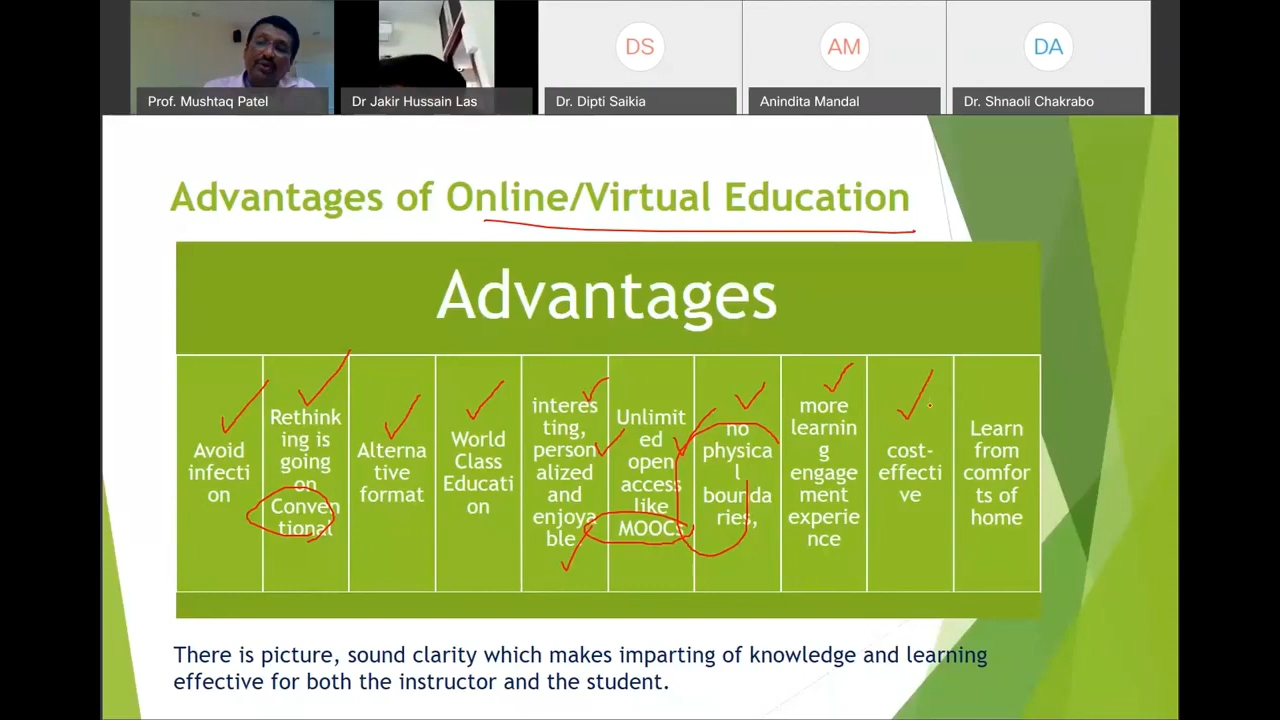 DS
AM
DA
Prof. Mushtaq Patel
Dr Jakir Hussain Las
Dr. Dipti Saikia
Anindita Mandal
Dr. Shnaoli Chakrabo
Advantages of Online/Virtual Education
Advantages
Avoid
infecti
on
Rethink
ing is
going
on
Conven
tional
Alterna
tive
format
World
Class
Educati
on
interes
ting,
person
alized
and
enjoya
ble.
Unlimit
ed
open
access
like
MOOCs
no
physica
l
bounda
ries,
more
learnin
g
engage
ment
experie
nce
cost-
effecti
ve
Learn
from
comfor
ts of
home
There is picture, sound clarity which makes imparting of knowledge and learning
effective for both the instructor and the student.